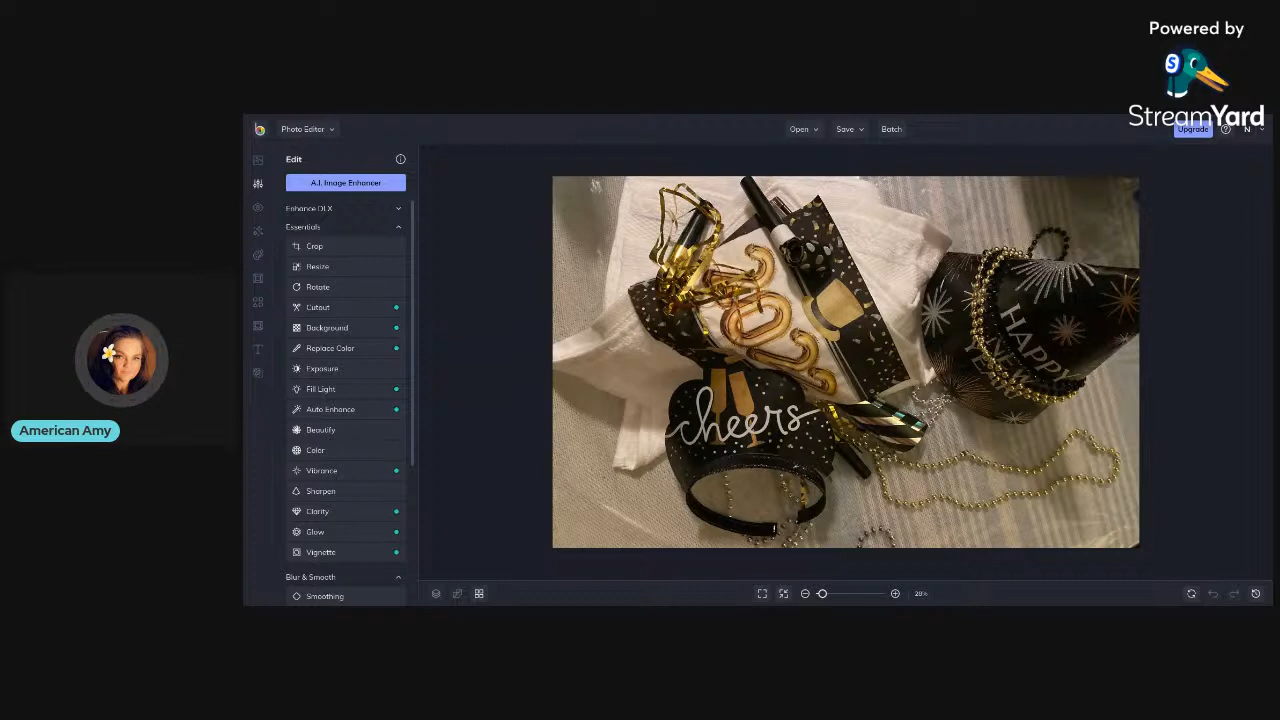 Powered by
StreamYard
Photo Editor
Open
Save
Batch
Upgrade
N
Edit
A.I. Image Enhancer
Enhance DLX
Essentials
Crop
Resize
Rotate
Cutout
Background
Replace Color
Exposure
Fill Light
Auto Enhance
Beautify
Color
Vibrance
Sharpen
Clarity
Glow
Vignette
Blur & Smooth
Smoothing
cheers
HAPPY
NEW
American Amy
28%